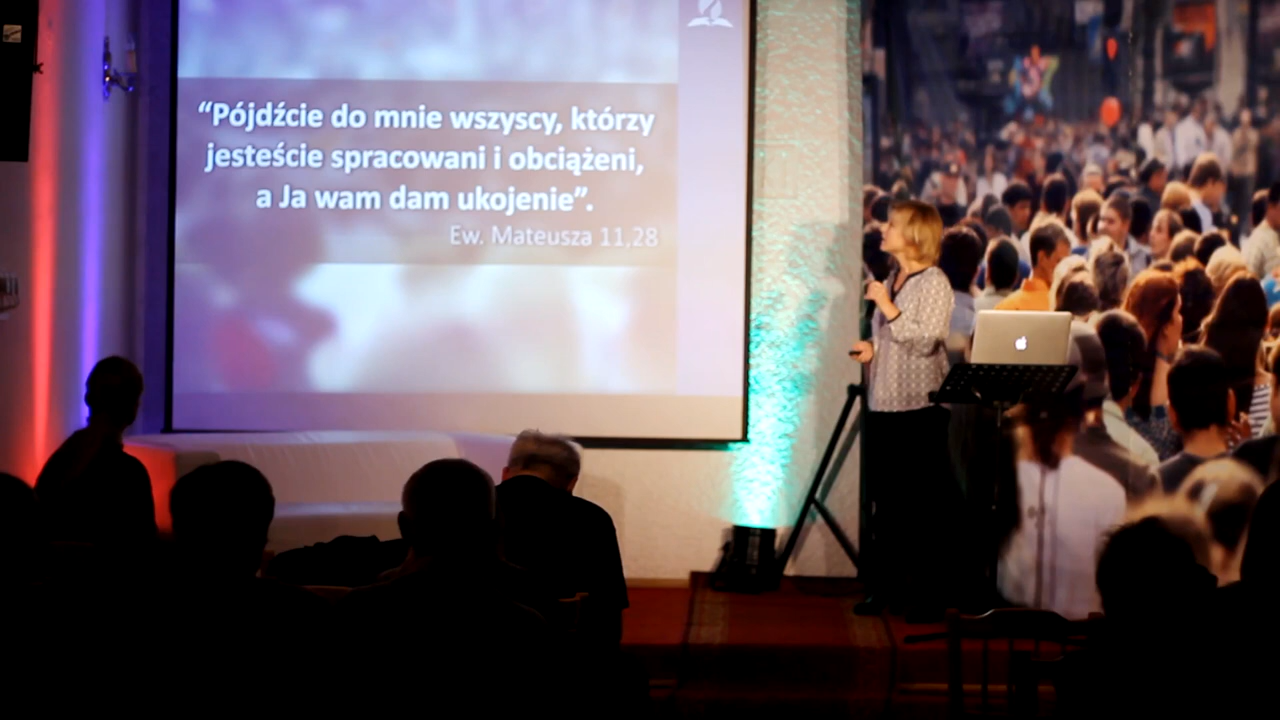 “Pójdźcie do mnie wszyscy, którzy
jesteście spracowani i obciążeni,
a Ja wam dam ukojenie”.
Ew. Mateusza 11,28